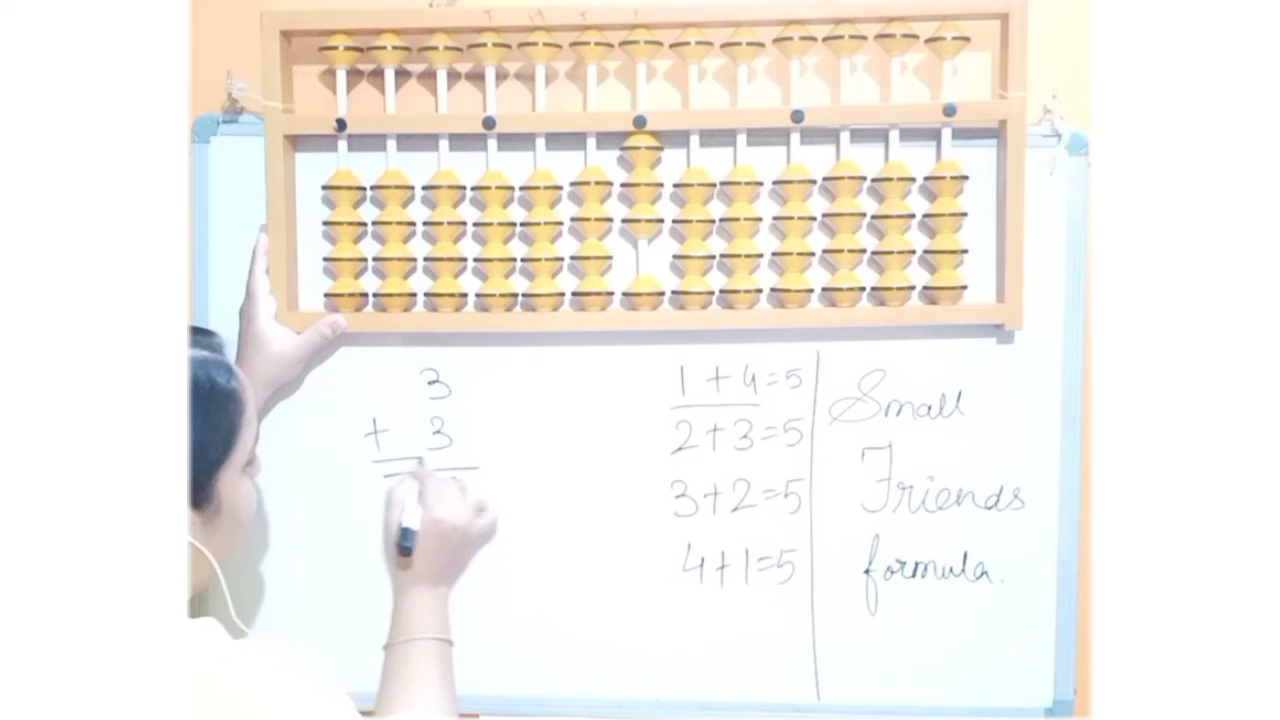 3
+ 3
1 + 4 = 5
2 + 3 = 5
3 + 2 = 5
4 + 1 = 5
Small
Friends
formula.